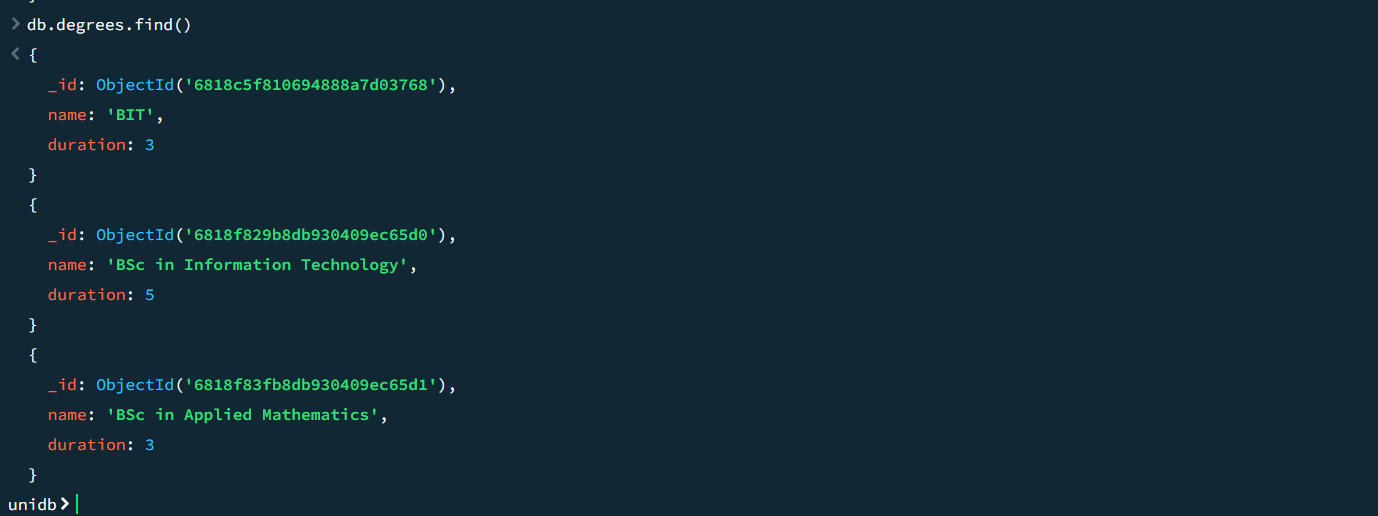 > db.degrees.find()
< {
_id: ObjectId('6818c5f810694888a7d03768'),
name: 'BIT',
duration: 3
}
{
_id: ObjectId('6818f829b8db930409ec65d0'),
name: 'BSc in Information Technology',
duration: 5
}
{
_id: ObjectId('6818f83fb8db930409ec65d1'),
name: 'BSc in Applied Mathematics',
duration: 3
}
unidb>